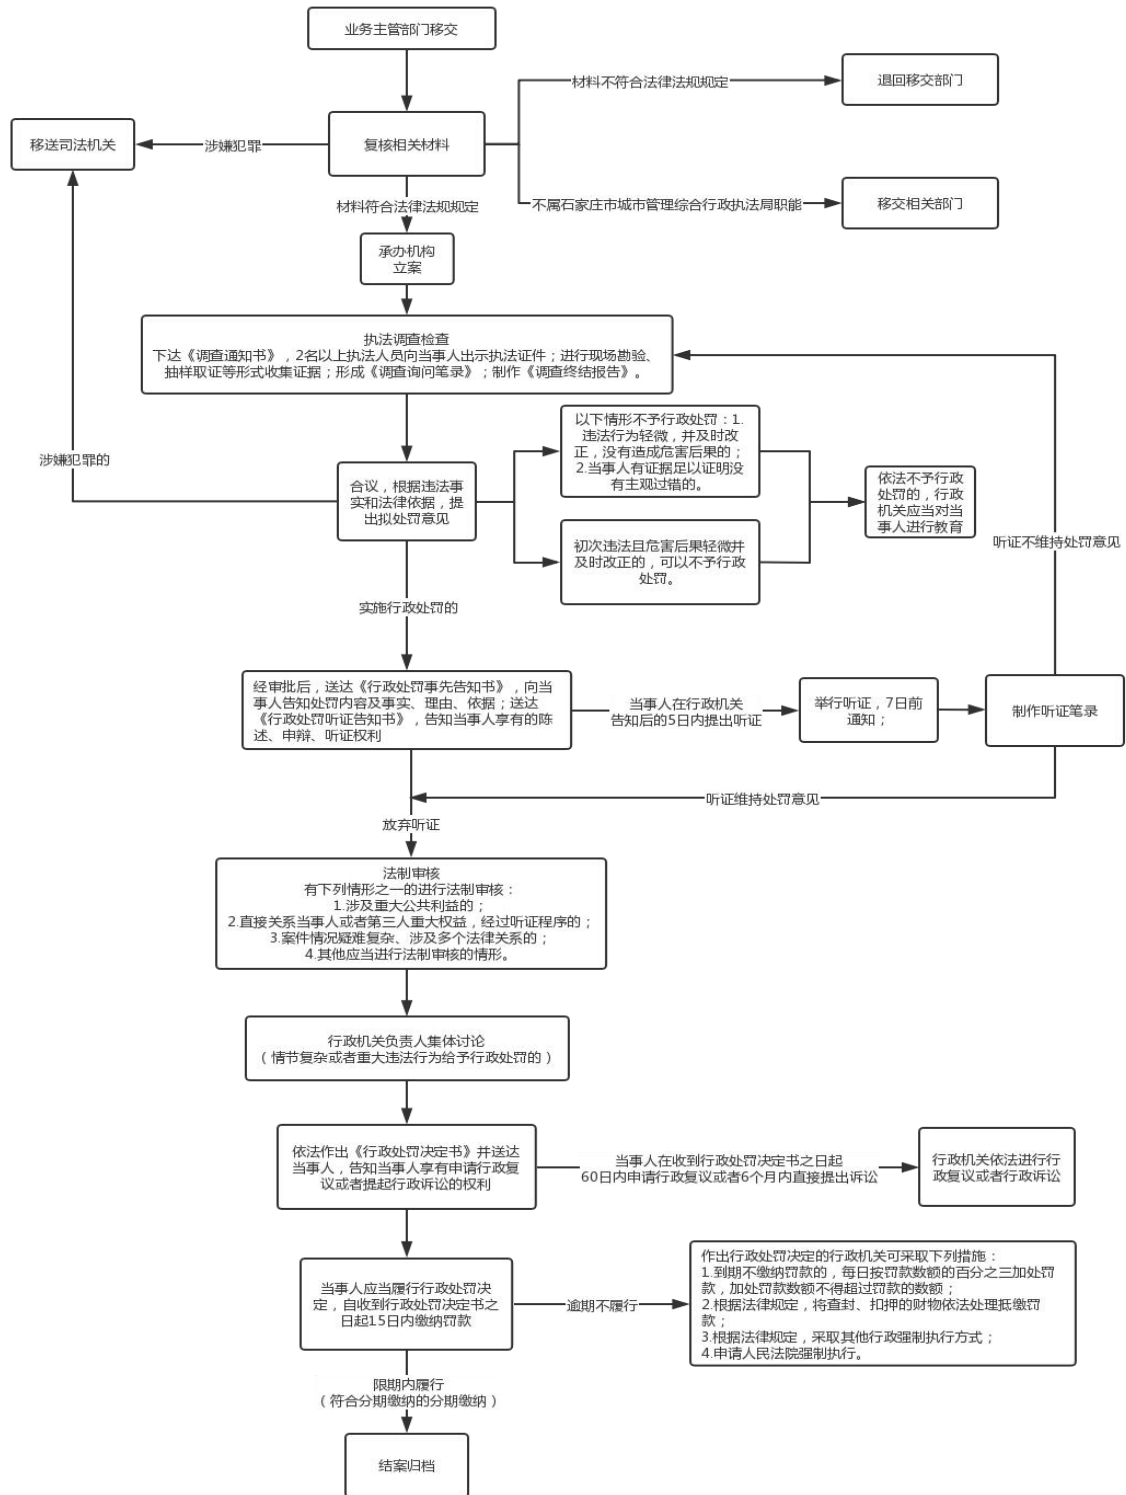 业务主管部门移交
材料不符合法律法规规定
退回移交部门
移送司法机关
涉嫌犯罪
复核相关材料
不属石家庄市城市管理综合行政执法局职能
移交相关部门
材料符合法律法规规定
承办机构
立案
执法调查检查
下达《调查通知书》，2名以上执法人员向当事人出示执法证件；进行现场勘验、
抽样取证等形式收集证据；形成《调查询问笔录》；制作《调查终结报告》。
涉嫌犯罪的
合议，根据违法事
实和法律依据，提
出拟处罚意见
以下情形不予行政处罚：1.
违法行为轻微，并及时改
正，没有造成危害后果的；
2.当事人有证据足以证明没
有主观过错的。
初次违法且危害后果轻微并
及时改正的，可以不予行政
处罚。
依法不予行政
处罚的，行政
机关应当对当
事人进行教育
听证不维持处罚意见
实施行政处罚的
经审批后，送达《行政处罚事先告知书》，向当
事人告知处罚内容及事实、理由、依据；送达
《行政处罚听证告知书》，告知当事人享有的陈
述、申辩、听证权利
当事人在行政机关
告知后的5日内提出听证
举行听证，7日前
通知；
制作听证笔录
听证维持处罚意见
放弃听证
法制审核
有下列情形之一的进行法制审核：
1.涉及重大公共利益的；
2.直接关系当事人或者第三人重大权益，经过听证程序的；
3.案件情况疑难复杂、涉及多个法律关系的；
4.其他应当进行法制审核的情形。
行政机关负责人集体讨论
（情节复杂或者重大违法行为给予行政处罚的）
依法作出《行政处罚决定书》并送达
当事人，告知当事人享有申请行政复
议或者提起行政诉讼的权利
当事人在收到行政处罚决定书之日起
60日内申请行政复议或者6个月内直接提出诉讼
行政机关依法进行行
政复议或者行政诉讼
当事人应当履行行政处罚决
定，自收到行政处罚决定书之
日起15日内缴纳罚款
逾期不履行
作出行政处罚决定的行政机关可采取下列措施：
1.到期不缴纳罚款的，每日按罚款数额的百分之三加处罚
款，加处罚款数额不得超过罚款的数额；
2.根据法律规定，将查封、扣押的财物依法处理抵缴罚
款；
3.根据法律规定，采取其他行政强制执行方式；
4.申请人民法院强制执行。
限期内履行
（符合分期缴纳的分期缴纳）
结案归档